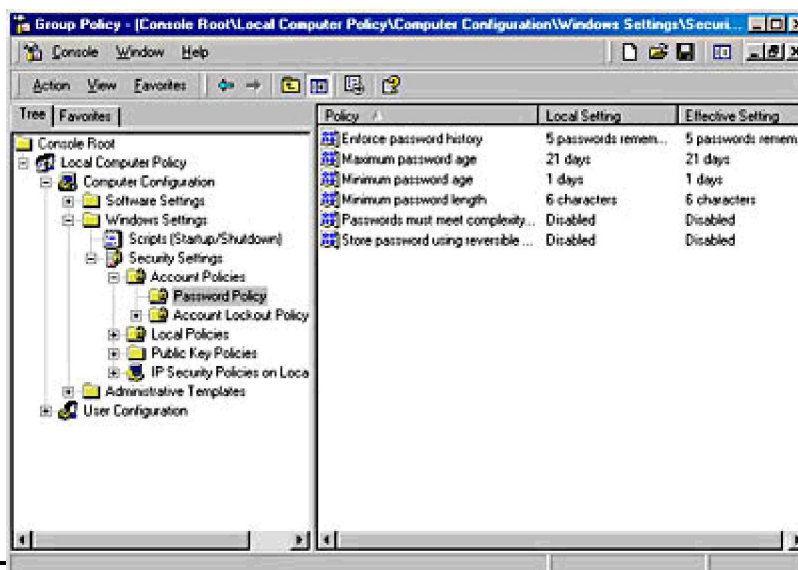 Group Policy - [Console Root\Local Computer Policy\Computer Configuration\Windows Settings\Securi...
Console Window Help
Action View Favorites
Tree Favorites
Policy Local Setting Effective Setting
Console Root
Local Computer Policy
Computer Configuration
Software Settings
Windows Settings
Scripts (Startup/Shutdown)
Security Settings
Account Policies
Password Policy
Account Lockout Policy
Local Policies
Public Key Policies
IP Security Policies on Loca
Administrative Templates
User Configuration
Enforce password history 5 passwords remem... 5 passwords remem
Maximum password age 21 days 21 days
Minimum password age 1 days 1 days
Minimum password length 6 characters 6 characters
Passwords must meet complexity... Disabled Disabled
Store password using reversible ... Disabled Disabled